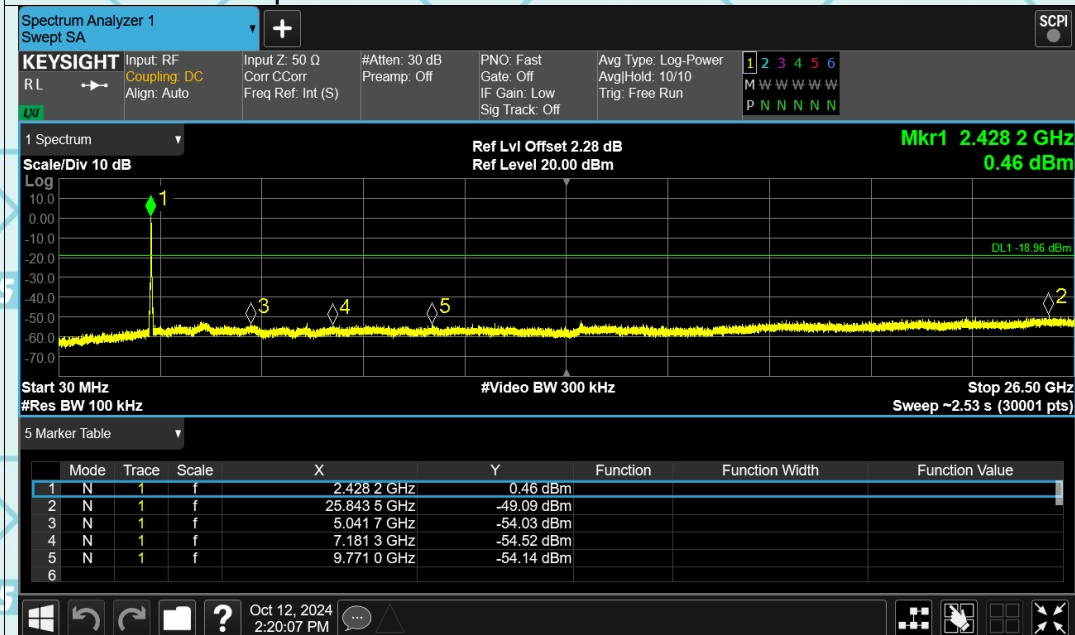 Spectrum Analyzer 1
Swept SA
+
SCPI
KEYSIGHT
R L
LXI
Input: RF
Coupling: DC
Align: Auto
Input Z: 50 Ω
Corr CCorr
Freq Ref: Int (S)
#Atten: 30 dB
Preamp: Off
PNO: Fast
Gate: Off
IF Gain: Low
Sig Track: Off
Avg Type: Log-Power
Avg|Hold: 10/10
Trig: Free Run
1 2 3 4 5 6
M W W W W W
P N N N N N
1 Spectrum
Scale/Div 10 dB
Ref Lvl Offset 2.28 dB
Ref Level 20.00 dBm
Mkr1 2.428 2 GHz
0.46 dBm
Log
10.0
0.00
-10.0
-20.0
-30.0
-40.0
-50.0
-60.0
-70.0
1
DL1 -18.96 dBm
3
4
5
2
Start 30 MHz
#Video BW 300 kHz
Stop 26.50 GHz
#Res BW 100 kHz
Sweep ~2.53 s (30001 pts)
5 Marker Table
Mode Trace Scale X Y Function Function Width Function Value
1 N 1 f 2.428 2 GHz 0.46 dBm
2 N 1 f 25.843 5 GHz -49.09 dBm
3 N 1 f 5.041 7 GHz -54.03 dBm
4 N 1 f 7.181 3 GHz -54.52 dBm
5 N 1 f 9.771 0 GHz -54.14 dBm
6
?
Oct 12, 2024
2:20:07 PM